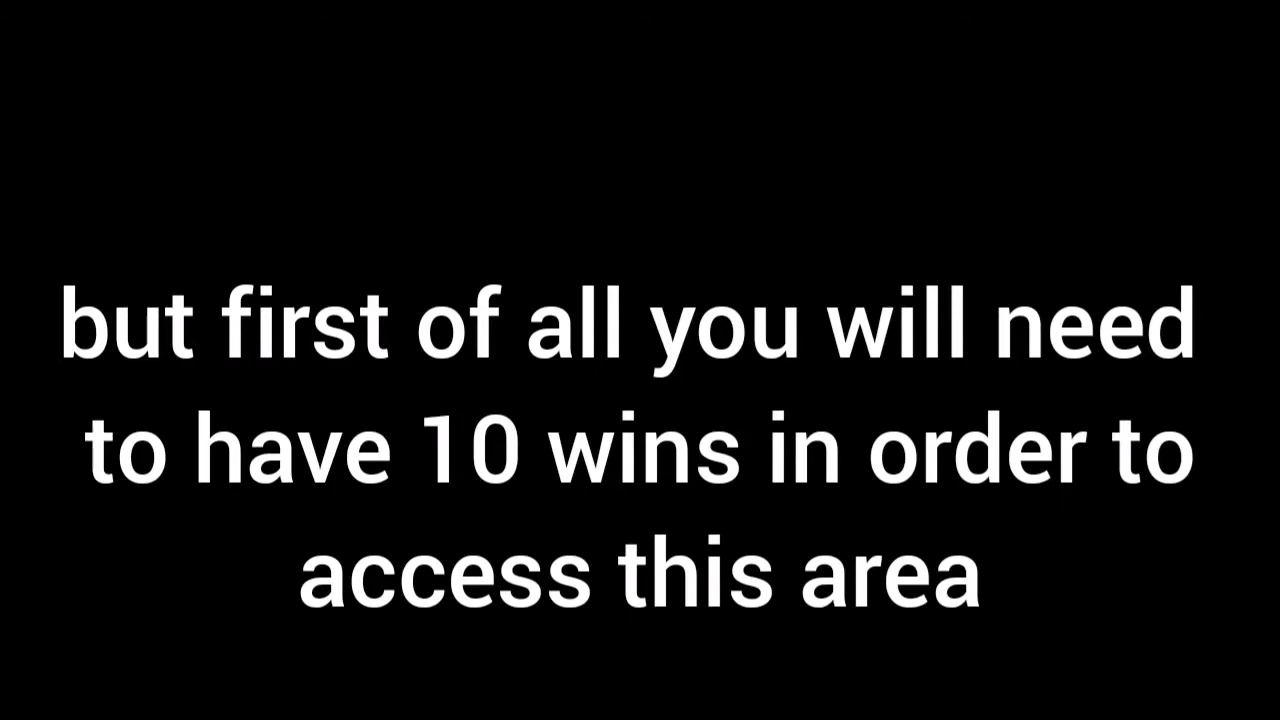 but first of all you will need
to have 10 wins in order to
access this area